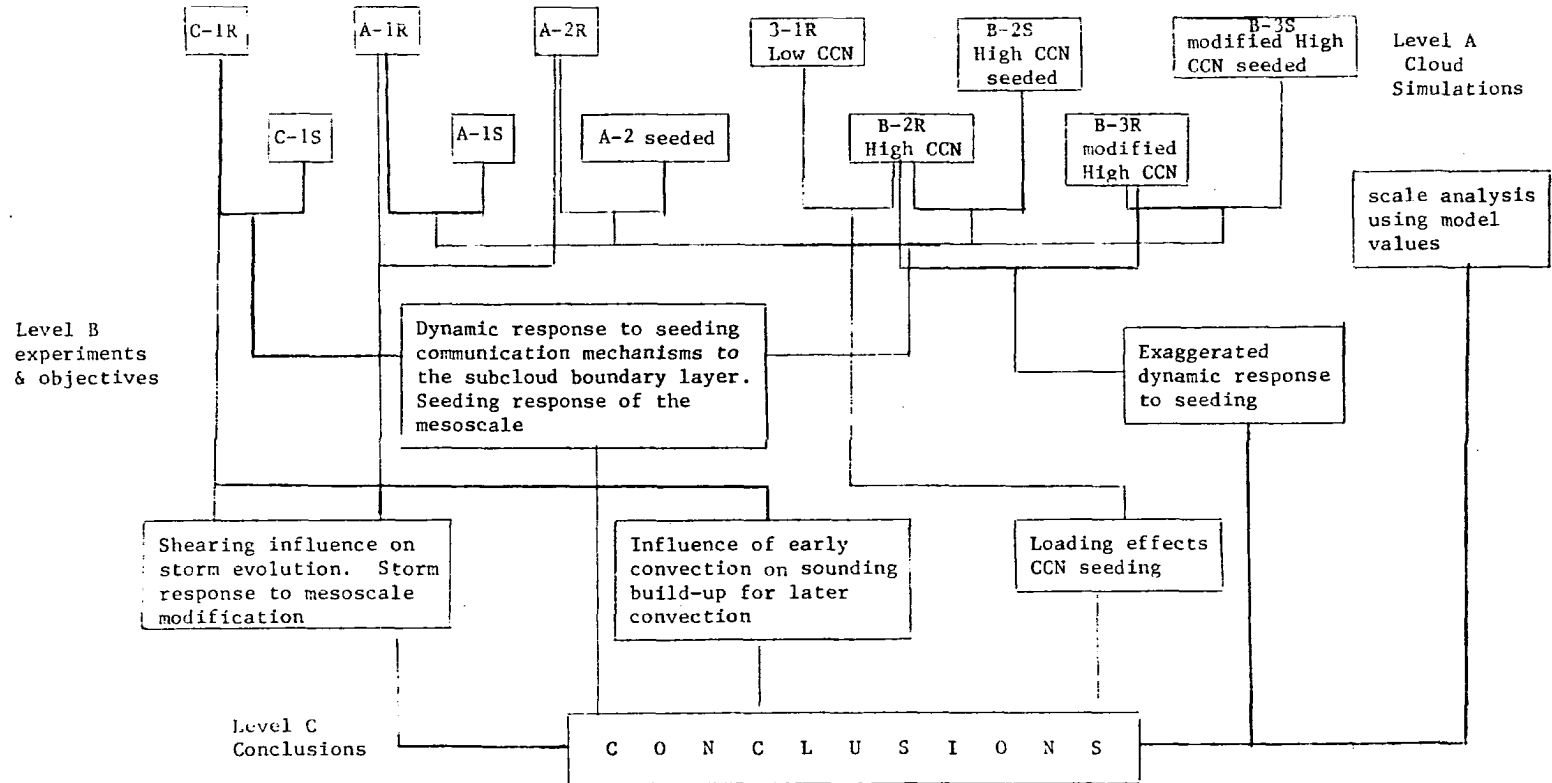 C-1R
A-1R
A-2R
3-1R
Low CCN
B-2S
High CCN
seeded
B-3S
modified High
CCN seeded
Level A
Cloud
Simulations
C-1S
A-1S
A-2 seeded
B-2R
High CCN
B-3R
modified
High CCN
scale analysis
using model
values
Level B
experiments
& objectives
Dynamic response to seeding
communication mechanisms to
the subcloud boundary layer.
Seeding response of the
mesoscale
Exaggerated
dynamic response
to seeding
Shearing influence on
storm evolution. Storm
response to mesoscale
modification
Influence of early
convection on sounding
build-up for later
convection
Loading effects
CCN seeding
Level C
Conclusions
C O N C L U S I O N S